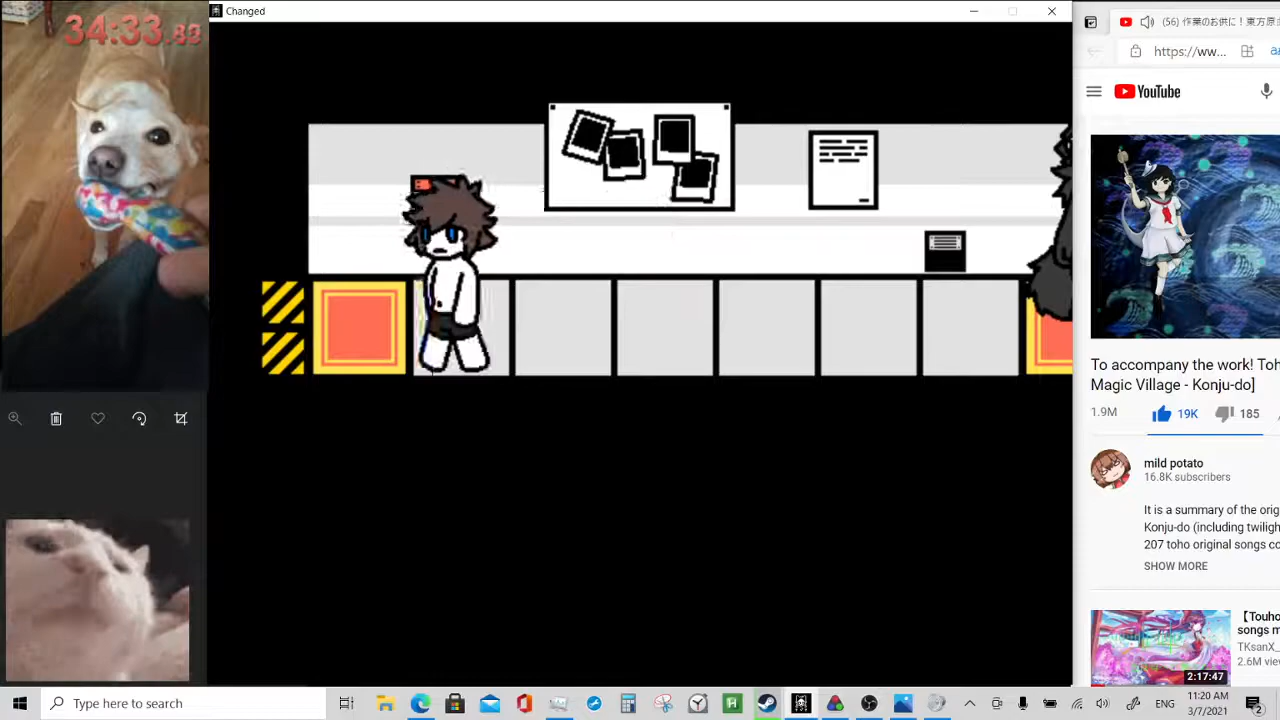 34:33.83
Changed
(56) 作業のお供に！東方原
https://ww...
YouTube
To accompany the work! Toh
Magic Village - Konju-do]
1.9M
19K
185
mild potato
16.8K subscribers
It is a summary of the orig
Konju-do (including twilight
207 toho original songs co
SHOW MORE
【Touho
songs m
TKsanX_
2.6M view
2:17:47
Type here to search
ENG
11:20 AM
3/7/2021
2